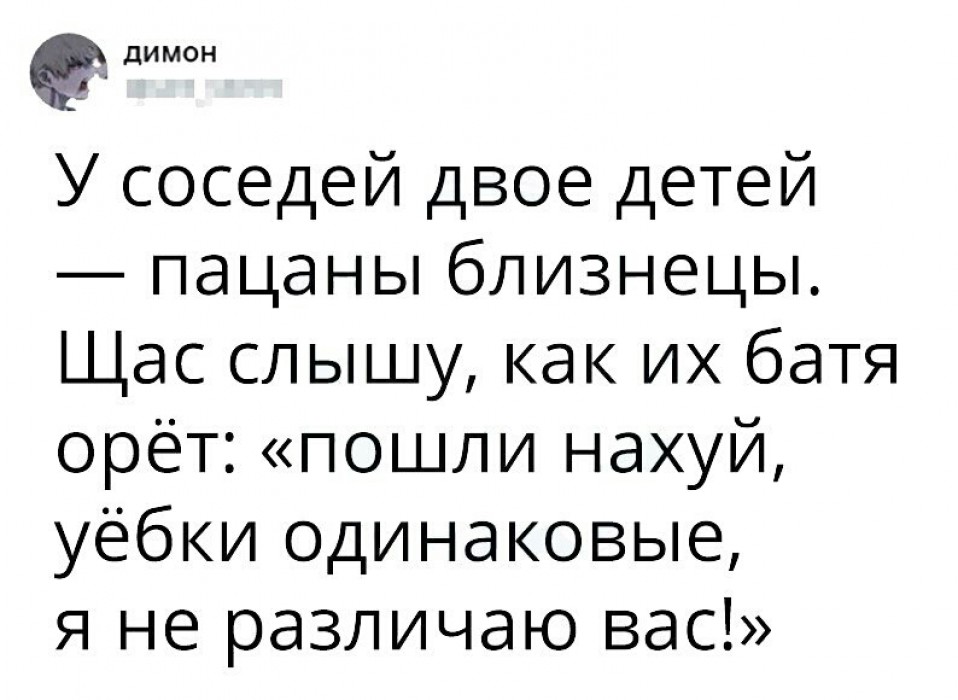 димон
У соседей двое детей
— пацаны близнецы.
Щас слышу, как их батя
орёт: «пошли нахуй,
уёбки одинаковые,
я не различаю вас!»